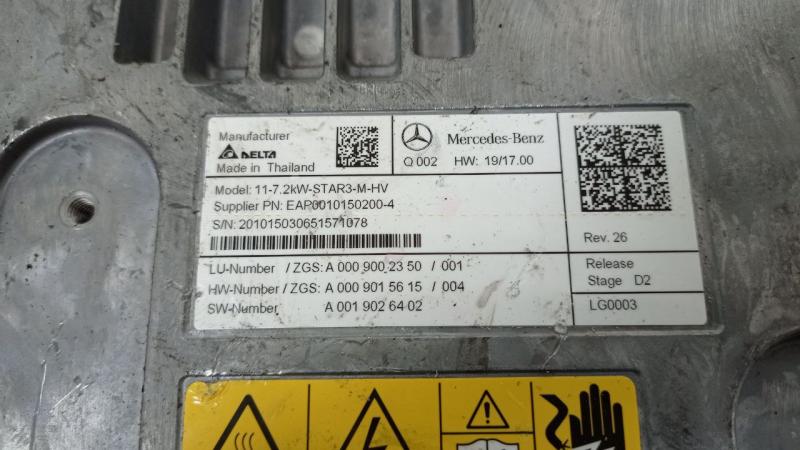 Manufacturer
DELTA
Made in Thailand
Mercedes-Benz
Q 002 HW: 19/17.00
Model: 11-7.2kW-STAR3-M-HV
Supplier PN: EAP0010150200-4
S/N: 201015030651571078
Rev. 26
LU-Number / ZGS: A 000 900 23 50 / 001
HW-Number / ZGS: A 000 901 56 15 / 004
SW-Number A 001 902 64 02
Release
Stage D2
LG0003